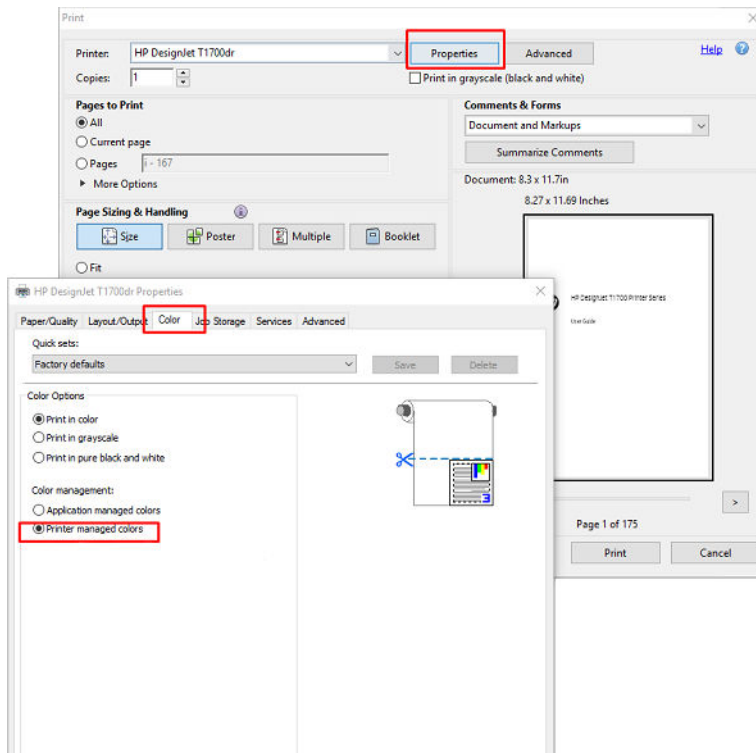 Print
Printer: HP DesignJet T1700dr Properties Advanced Help
Copies: 1 Print in grayscale (black and white)
Pages to Print
All
Current page
Pages i - 167
More Options
Comments & Forms
Document and Markups
Summarize Comments
Page Sizing & Handling
Size Poster Multiple Booklet
Fit
Document: 8.3 x 11.7in
8.27 x 11.69 Inches
HP DesignJet T1700 Printer Series
User Guide
Page 1 of 175
Print Cancel
HP DesignJet T1700dr Properties
Paper/Quality Layout/Output Color Job Storage Services Advanced
Quick sets:
Factory defaults Save Delete
Color Options
Print in color
Print in grayscale
Print in pure black and white
Color management:
Application managed colors
Printer managed colors
3